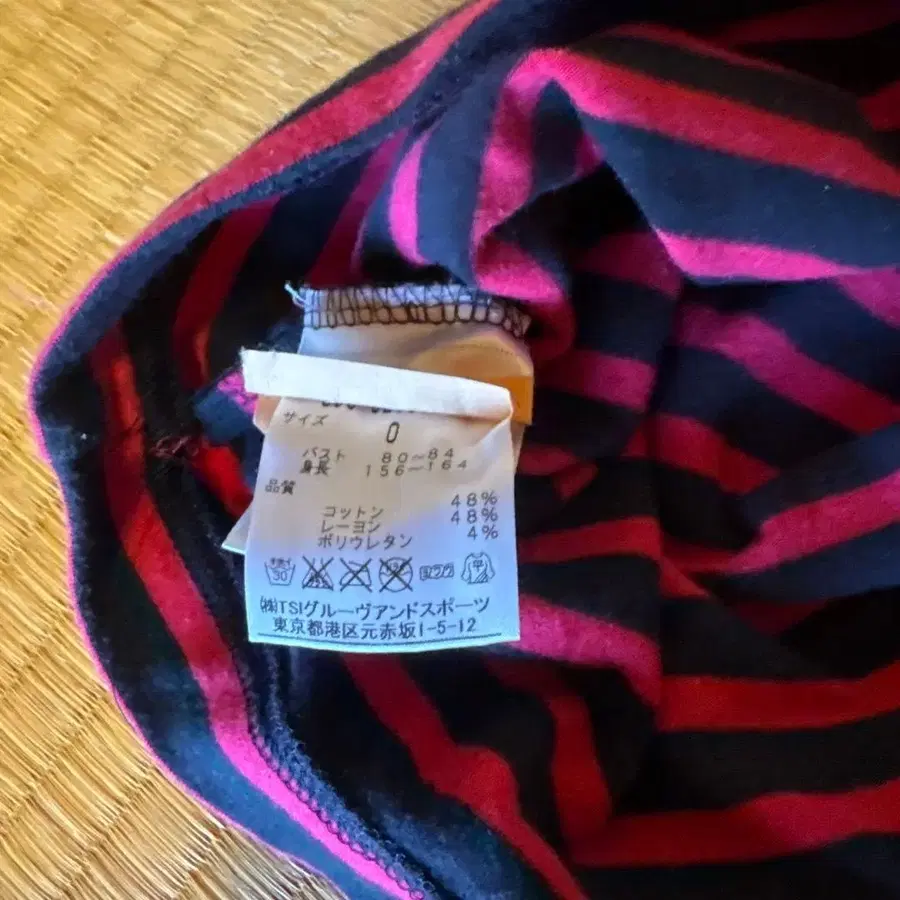 サイズ
0
バスト 80～84
身長 156～164
品質
コットン 48%
レーヨン 48%
ポリウレタン 4%
㈱TSIグルーヴアンドスポーツ
東京都港区元赤坂1-5-12